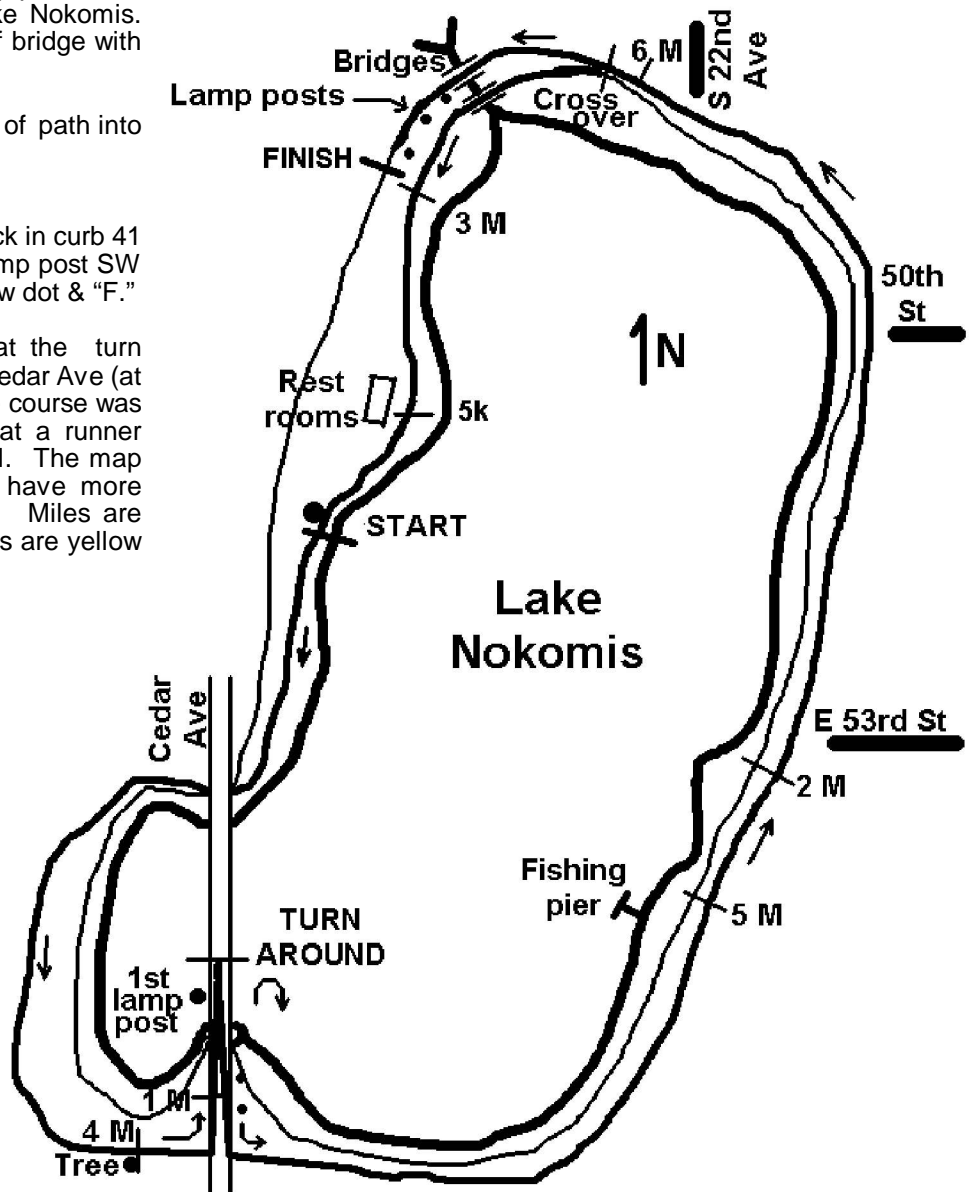 ke Nokomis.
f bridge with
of path into
ck in curb 41
mp post SW
w dot & “F.”
at the turn
edar Ave (at
course was
at a runner
The map
have more
Miles are
s are yellow
Bridges
Lamp posts
FINISH
6 M
S 22nd
Ave
Cross
over
3 M
50th
St
N
Rest
rooms
5k
START
Lake
Nokomis
Cedar
Ave
E 53rd St
2 M
Fishing
pier
5 M
TURN
AROUND
1st
lamp
post
1 M
4 M
Tree